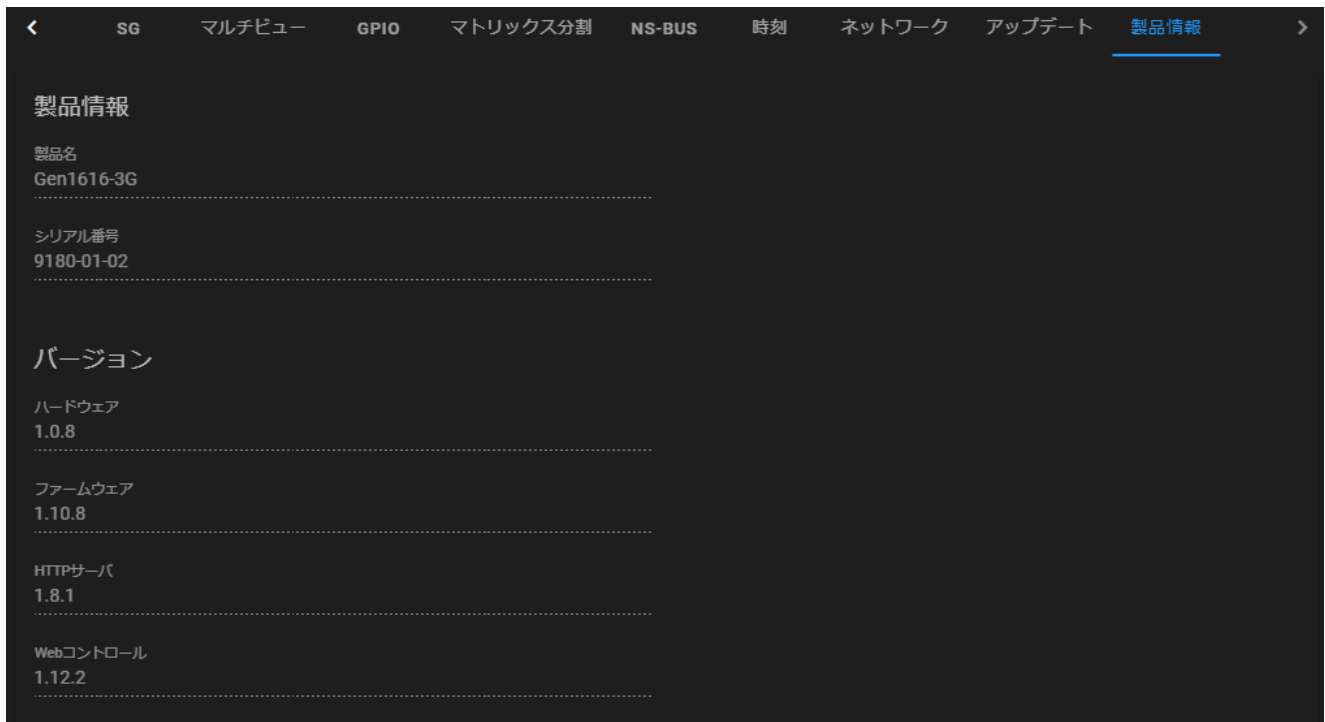 SG マルチビュー GPIO マトリックス分割 NS-BUS 時刻 ネットワーク アップデート 製品情報
製品情報
製品名
Gen1616-3G
シリアル番号
9180-01-02
バージョン
ハードウェア
1.0.8
ファームウェア
1.10.8
HTTPサーバ
1.8.1
Webコントロール
1.12.2